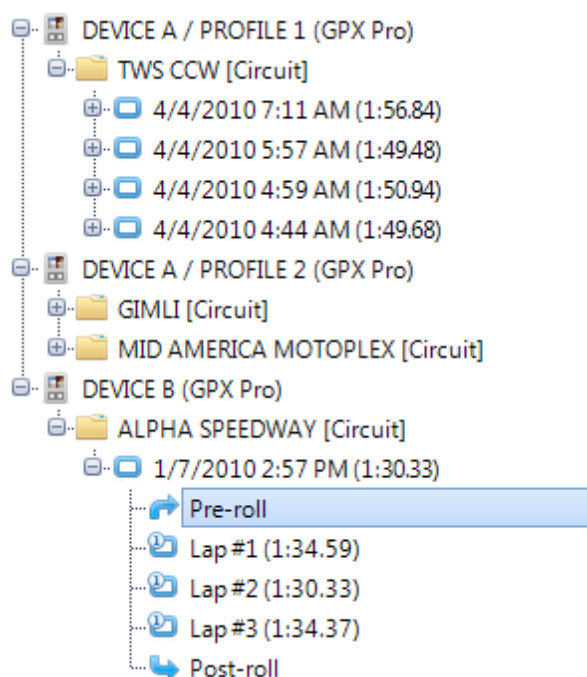 DEVICE A / PROFILE 1 (GPX Pro)
TWS CCW [Circuit]
4/4/2010 7:11 AM (1:56.84)
4/4/2010 5:57 AM (1:49.48)
4/4/2010 4:59 AM (1:50.94)
4/4/2010 4:44 AM (1:49.68)
DEVICE A / PROFILE 2 (GPX Pro)
GIMLI [Circuit]
MID AMERICA MOTOPLEX [Circuit]
DEVICE B (GPX Pro)
ALPHA SPEEDWAY [Circuit]
1/7/2010 2:57 PM (1:30.33)
Pre-roll
Lap #1 (1:34.59)
Lap #2 (1:30.33)
Lap #3 (1:34.37)
Post-roll